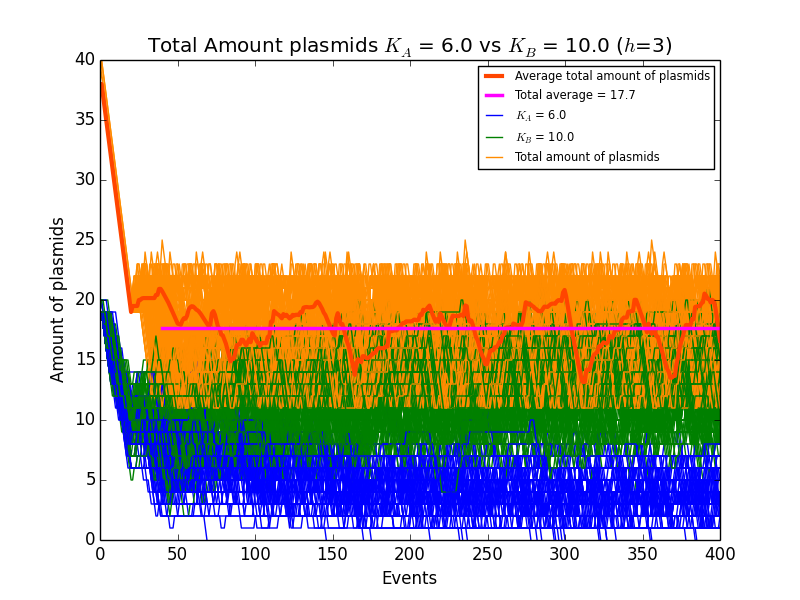 Total Amount plasmids K_A = 6.0 vs K_B = 10.0 (h=3)
Average total amount of plasmids
Total average = 17.7
K_A = 6.0
K_B = 10.0
Total amount of plasmids
Amount of plasmids
40
35
30
25
20
15
10
5
0
0 50 100 150 200 250 300 350 400
Events